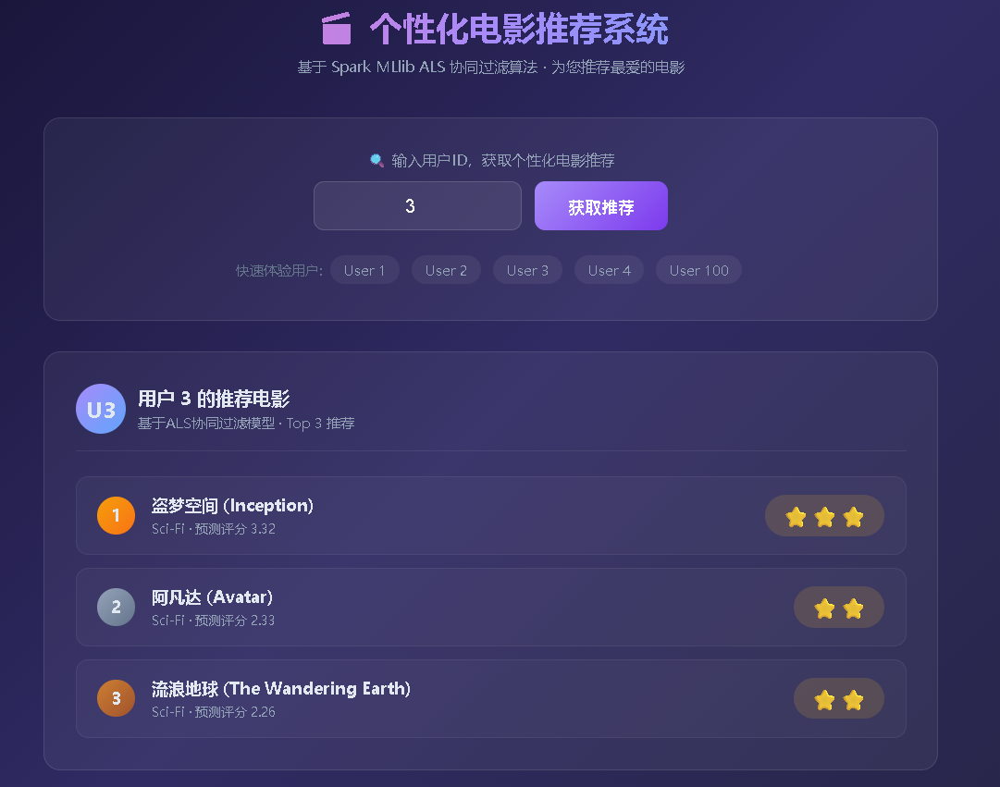 个性化电影推荐系统
基于 Spark MLlib ALS 协同过滤算法 · 为您推荐最爱的电影
输入用户ID，获取个性化电影推荐
3
获取推荐
快速体验用户: User 1 User 2 User 3 User 4 User 100
U3
用户 3 的推荐电影
基于ALS协同过滤模型 · Top 3 推荐
1
盗梦空间 (Inception)
Sci-Fi · 预测评分 3.32
2
阿凡达 (Avatar)
Sci-Fi · 预测评分 2.33
3
流浪地球 (The Wandering Earth)
Sci-Fi · 预测评分 2.26